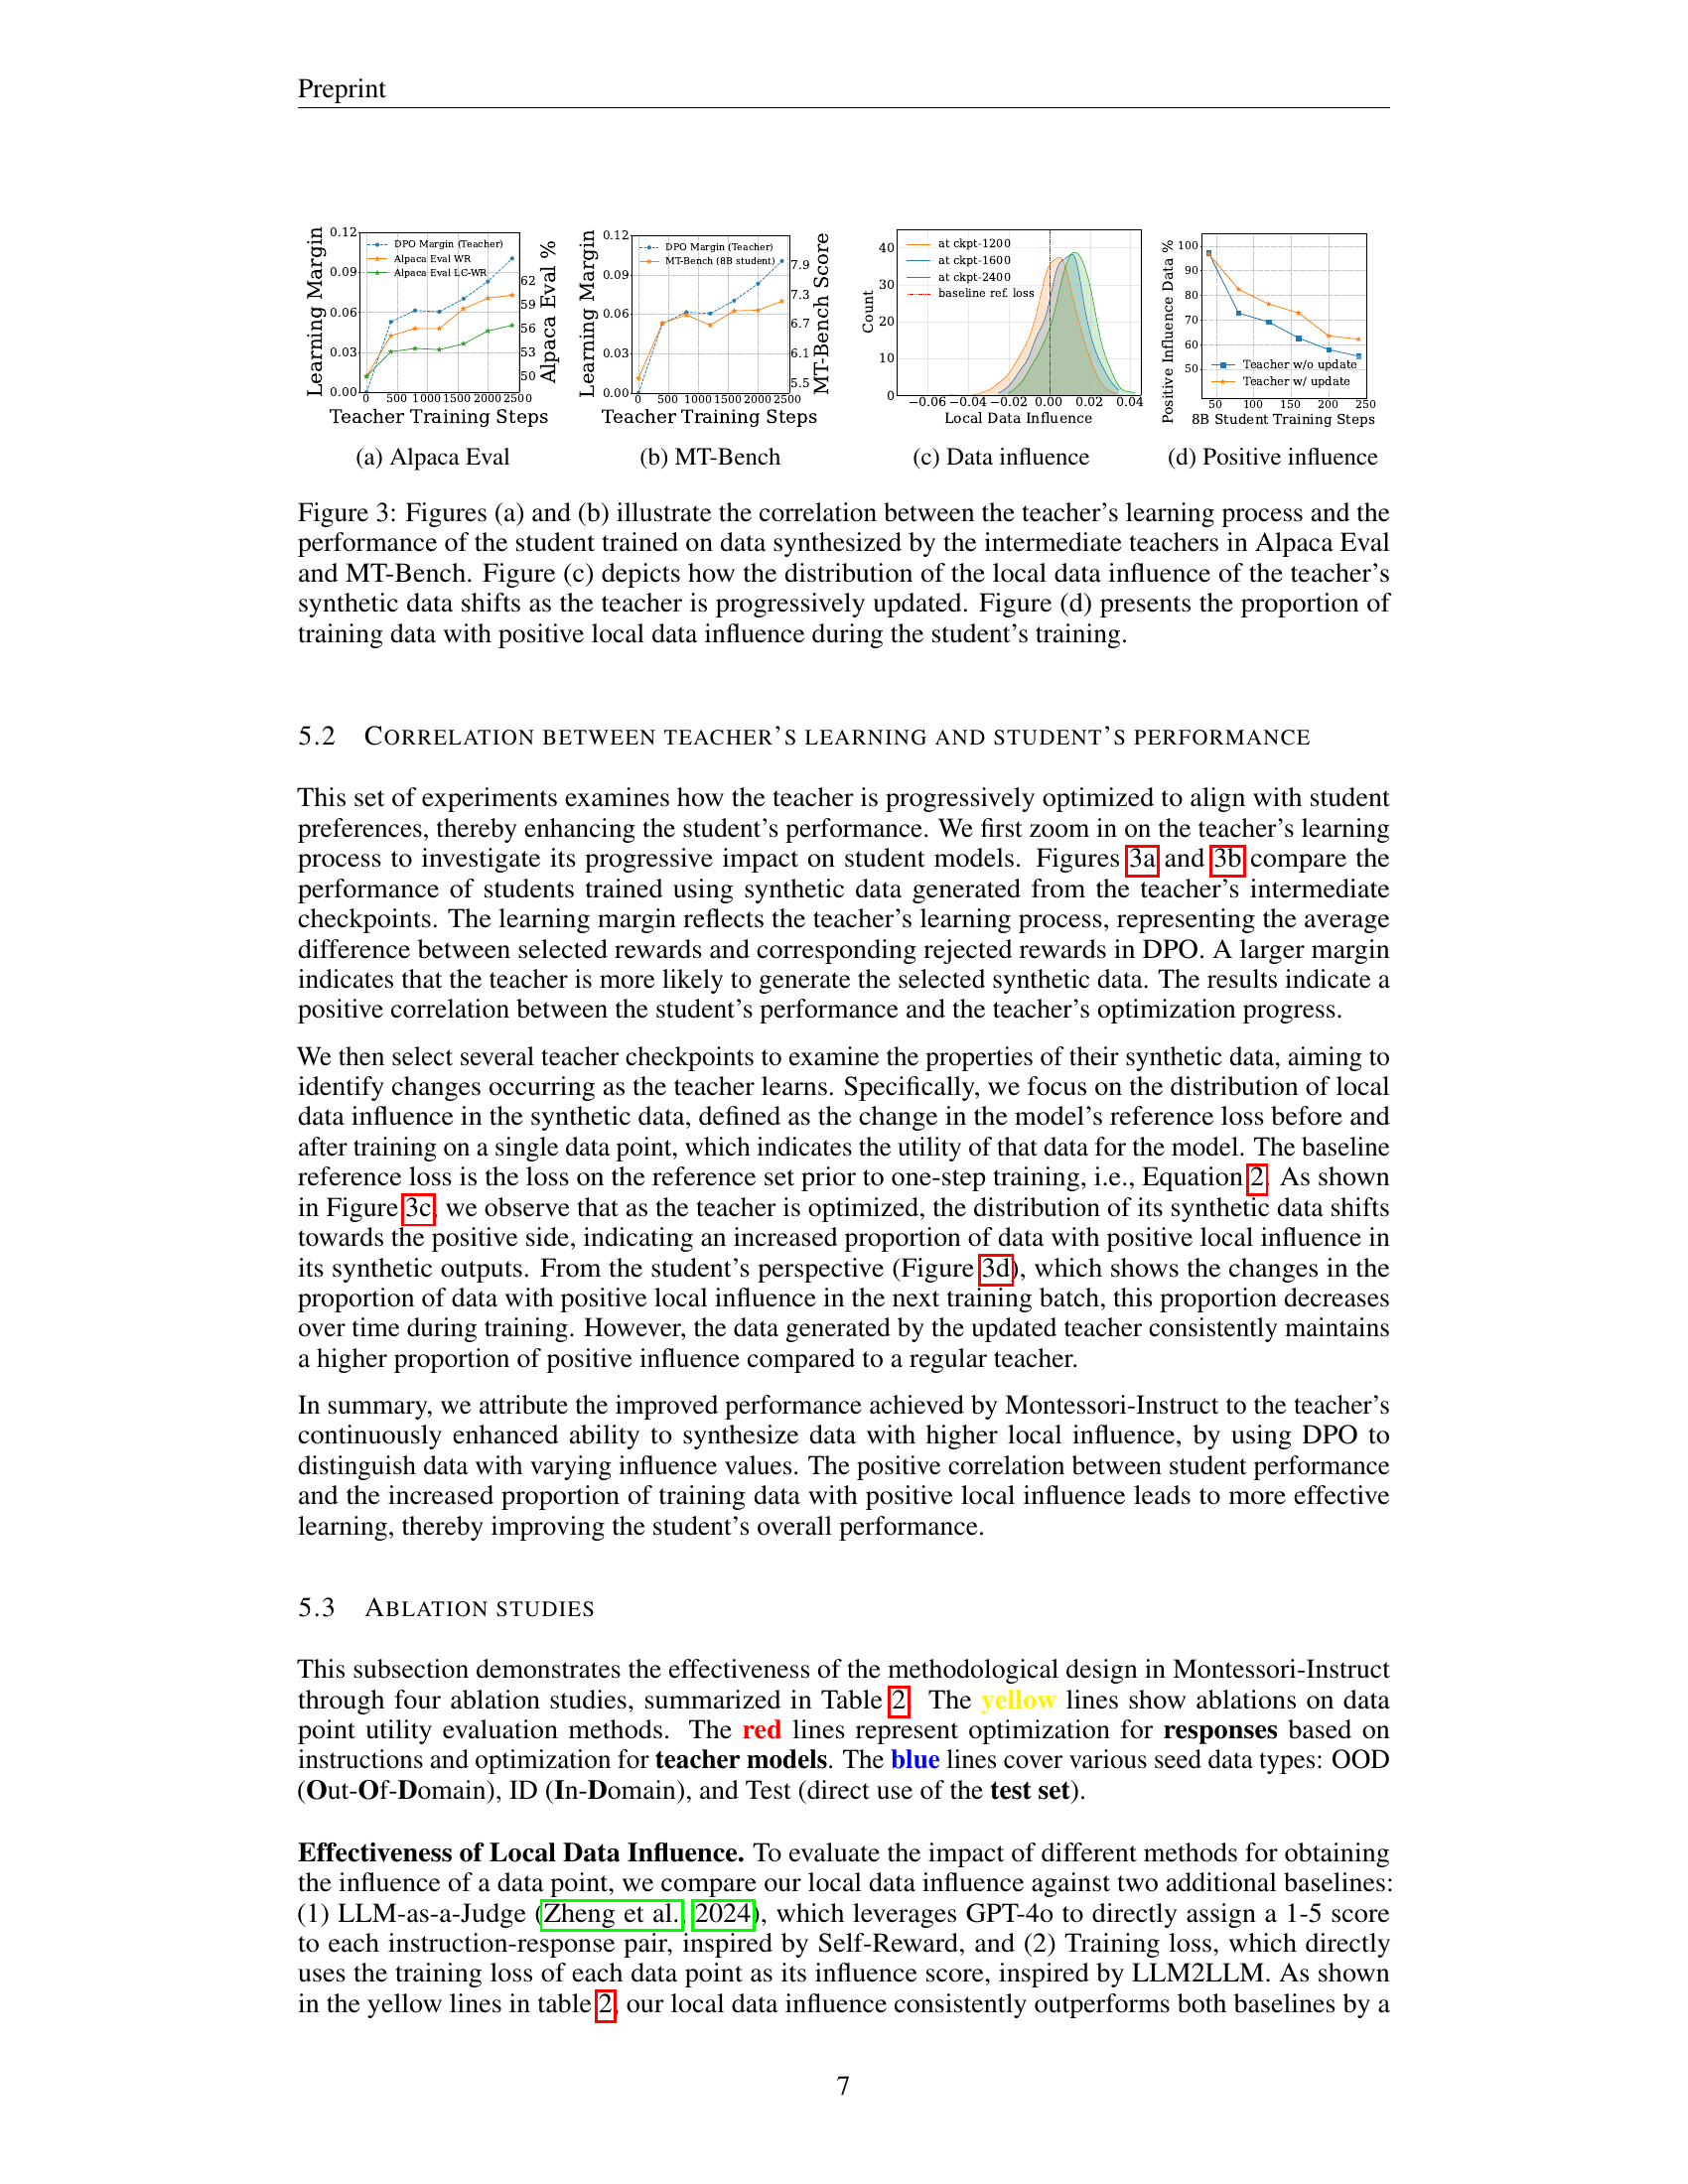 Preprint
Learning Margin
0.12
0.09
0.06
0.03
0.00
DPO Margin (Teacher)
Alpaca Eval WR
Alpaca Eval LC-WR
62
59
56
53
50
Alpaca Eval %
0 500 1000 1500 2000 2500
Teacher Training Steps
(a) Alpaca Eval
Learning Margin
0.12
0.09
0.06
0.03
0.00
DPO Margin (Teacher)
MT-Bench (8B student)
7.9
7.3
6.7
6.1
5.5
MT-Bench Score
0 500 1000 1500 2000 2500
Teacher Training Steps
(b) MT-Bench
Count
40
30
20
10
0
at ckpt-1200
at ckpt-1600
at ckpt-2400
baseline ref. loss
−0.06 −0.04 −0.02 0.00 0.02 0.04
Local Data Influence
(c) Data influence
Positive Influence Data %
100
90
80
70
60
50
Teacher w/o update
Teacher w/ update
50 100 150 200 250
8B Student Training Steps
(d) Positive influence
Figure 3: Figures (a) and (b) illustrate the correlation between the teacher's learning process and the
performance of the student trained on data synthesized by the intermediate teachers in Alpaca Eval
and MT-Bench. Figure (c) depicts how the distribution of the local data influence of the teacher's
synthetic data shifts as the teacher is progressively updated. Figure (d) presents the proportion of
training data with positive local data influence during the student's training.
5.2 CORRELATION BETWEEN TEACHER'S LEARNING AND STUDENT'S PERFORMANCE
This set of experiments examines how the teacher is progressively optimized to align with student
preferences, thereby enhancing the student's performance. We first zoom in on the teacher's learning
process to investigate its progressive impact on student models. Figures 3a and 3b compare the
performance of students trained using synthetic data generated from the teacher's intermediate
checkpoints. The learning margin reflects the teacher's learning process, representing the average
difference between selected rewards and corresponding rejected rewards in DPO. A larger margin
indicates that the teacher is more likely to generate the selected synthetic data. The results indicate a
positive correlation between the student's performance and the teacher's optimization progress.
We then select several teacher checkpoints to examine the properties of their synthetic data, aiming to
identify changes occurring as the teacher learns. Specifically, we focus on the distribution of local
data influence in the synthetic data, defined as the change in the model's reference loss before and
after training on a single data point, which indicates the utility of that data for the model. The baseline
reference loss is the loss on the reference set prior to one-step training, i.e., Equation 2. As shown
in Figure 3c, we observe that as the teacher is optimized, the distribution of its synthetic data shifts
towards the positive side, indicating an increased proportion of data with positive local influence in
its synthetic outputs. From the student's perspective (Figure 3d), which shows the changes in the
proportion of data with positive local influence in the next training batch, this proportion decreases
over time during training. However, the data generated by the updated teacher consistently maintains
a higher proportion of positive influence compared to a regular teacher.
In summary, we attribute the improved performance achieved by Montessori-Instruct to the teacher's
continuously enhanced ability to synthesize data with higher local influence, by using DPO to
distinguish data with varying influence values. The positive correlation between student performance
and the increased proportion of training data with positive local influence leads to more effective
learning, thereby improving the student's overall performance.
5.3 ABLATION STUDIES
This subsection demonstrates the effectiveness of the methodological design in Montessori-Instruct
through four ablation studies, summarized in Table 2. The yellow lines show ablations on data
point utility evaluation methods. The red lines represent optimization for responses based on
instructions and optimization for teacher models. The blue lines cover various seed data types: OOD
(Out-Of-Domain), ID (In-Domain), and Test (direct use of the test set).
Effectiveness of Local Data Influence. To evaluate the impact of different methods for obtaining
the influence of a data point, we compare our local data influence against two additional baselines:
(1) LLM-as-a-Judge (Zheng et al., 2024), which leverages GPT-4o to directly assign a 1-5 score
to each instruction-response pair, inspired by Self-Reward, and (2) Training loss, which directly
uses the training loss of each data point as its influence score, inspired by LLM2LLM. As shown
in the yellow lines in table 2, our local data influence consistently outperforms both baselines by a
7